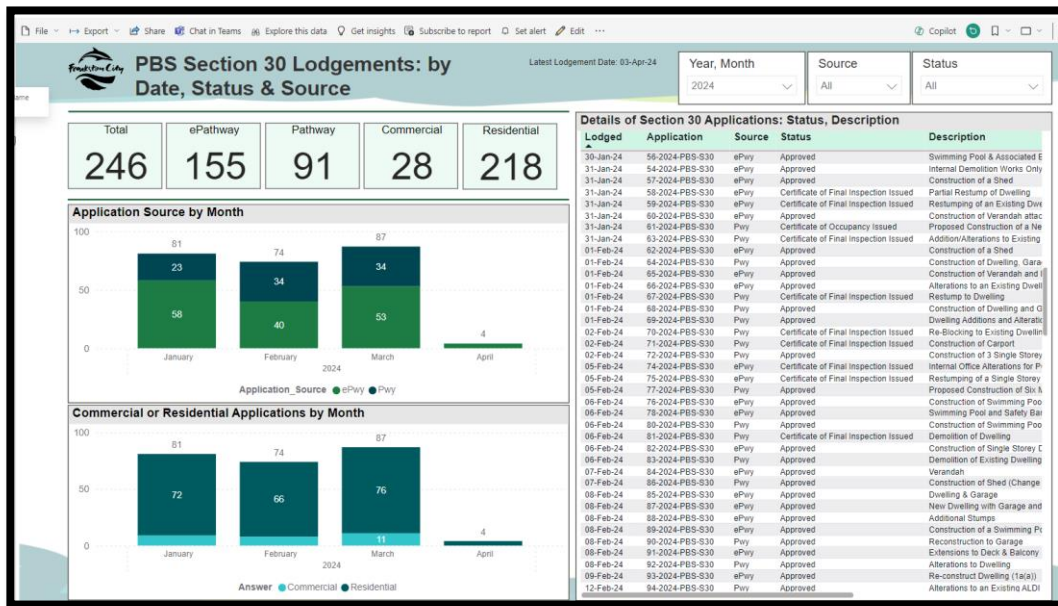 File Export Share Chat in Teams Explore this data Get insights Subscribe to report Set alert Edit ... Copilot
Frankston City
PBS Section 30 Lodgements: by
Date, Status & Source
Latest Lodgement Date: 03-Apr-24
Year, Month
2024
Source
All
Status
All
ame
Total
246
ePathway
155
Pathway
91
Commercial
28
Residential
218
Application Source by Month
100
50
0
81
23
58
74
34
40
87
34
53
4
January February March April
2024
Application_Source ePwy Pwy
Commercial or Residential Applications by Month
100
50
0
81
72
74
66
87
76
11
4
January February March April
2024
Answer Commercial Residential
Details of Section 30 Applications: Status, Description
Lodged Application Source Status Description
30-Jan-24 56-2024-PBS-S30 ePwy Approved Swimming Pool & Associated E
31-Jan-24 54-2024-PBS-S30 ePwy Approved Internal Demolition Works Only
31-Jan-24 57-2024-PBS-S30 ePwy Approved Construction of a Shed
31-Jan-24 58-2024-PBS-S30 ePwy Certificate of Final Inspection Issued Partial Restump of Dwelling
31-Jan-24 59-2024-PBS-S30 ePwy Certificate of Final Inspection Issued Restumping of an Existing Dwe
31-Jan-24 60-2024-PBS-S30 ePwy Approved Construction of Verandah attac
31-Jan-24 61-2024-PBS-S30 Pwy Certificate of Occupancy Issued Proposed Construction of a Ne
31-Jan-24 63-2024-PBS-S30 Pwy Certificate of Final Inspection Issued Addition/Alterations to Existing
01-Feb-24 62-2024-PBS-S30 ePwy Approved Construction of a Shed
01-Feb-24 64-2024-PBS-S30 Pwy Approved Construction of Dwelling, Gara
01-Feb-24 65-2024-PBS-S30 ePwy Approved Construction of Verandah and
01-Feb-24 66-2024-PBS-S30 ePwy Approved Alterations to an Existing Dwell
01-Feb-24 67-2024-PBS-S30 Pwy Certificate of Final Inspection Issued Restump to Dwelling
01-Feb-24 68-2024-PBS-S30 Pwy Approved Construction of Dwelling and G
01-Feb-24 69-2024-PBS-S30 Pwy Approved Dwelling Additions and Alteratic
02-Feb-24 70-2024-PBS-S30 Pwy Certificate of Final Inspection Issued Re-Blocking to Existing Dwellin
02-Feb-24 71-2024-PBS-S30 Pwy Certificate of Final Inspection Issued Construction of Carport
02-Feb-24 72-2024-PBS-S30 Pwy Approved Construction of 3 Single Storey
05-Feb-24 74-2024-PBS-S30 ePwy Certificate of Final Inspection Issued Internal Office Alterations for P
05-Feb-24 75-2024-PBS-S30 ePwy Certificate of Final Inspection Issued Restumping of a Single Storey
05-Feb-24 77-2024-PBS-S30 Pwy Approved Proposed Construction of Six
06-Feb-24 76-2024-PBS-S30 ePwy Approved Construction of Swimming Poo
06-Feb-24 78-2024-PBS-S30 ePwy Approved Swimming Pool and Safety Bar
06-Feb-24 80-2024-PBS-S30 Pwy Approved Construction of Swimming Poo
06-Feb-24 81-2024-PBS-S30 Pwy Certificate of Final Inspection Issued Demolition of Dwelling
06-Feb-24 82-2024-PBS-S30 ePwy Approved Construction of Single Storey D
06-Feb-24 83-2024-PBS-S30 Pwy Approved Demolition of Existing Dwelling
07-Feb-24 84-2024-PBS-S30 ePwy Approved Verandah
07-Feb-24 86-2024-PBS-S30 Pwy Approved Construction of Shed (Change
08-Feb-24 85-2024-PBS-S30 ePwy Approved Dwelling & Garage
08-Feb-24 87-2024-PBS-S30 ePwy Approved New Dwelling with Garage and
08-Feb-24 88-2024-PBS-S30 ePwy Approved Additional Stumps
08-Feb-24 89-2024-PBS-S30 ePwy Approved Construction of a Swimming Po
08-Feb-24 90-2024-PBS-S30 Pwy Approved Reconstruction to Garage
08-Feb-24 91-2024-PBS-S30 ePwy Approved Extensions to Deck & Balcony
08-Feb-24 92-2024-PBS-S30 Pwy Approved Alterations to Dwelling
09-Feb-24 93-2024-PBS-S30 ePwy Approved Re-construct Dwelling (1a(a))
12-Feb-24 94-2024-PBS-S30 Pwy Approved Alterations to an Existing ALDI